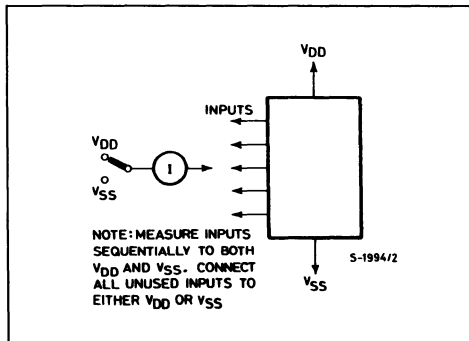 VDD
INPUTS
VDD
I
VSS
NOTE: MEASURE INPUTS
SEQUENTIALLY TO BOTH
VDD AND VSS. CONNECT
ALL UNUSED INPUTS TO
EITHER VDD OR VSS
S-1994/2
VSS